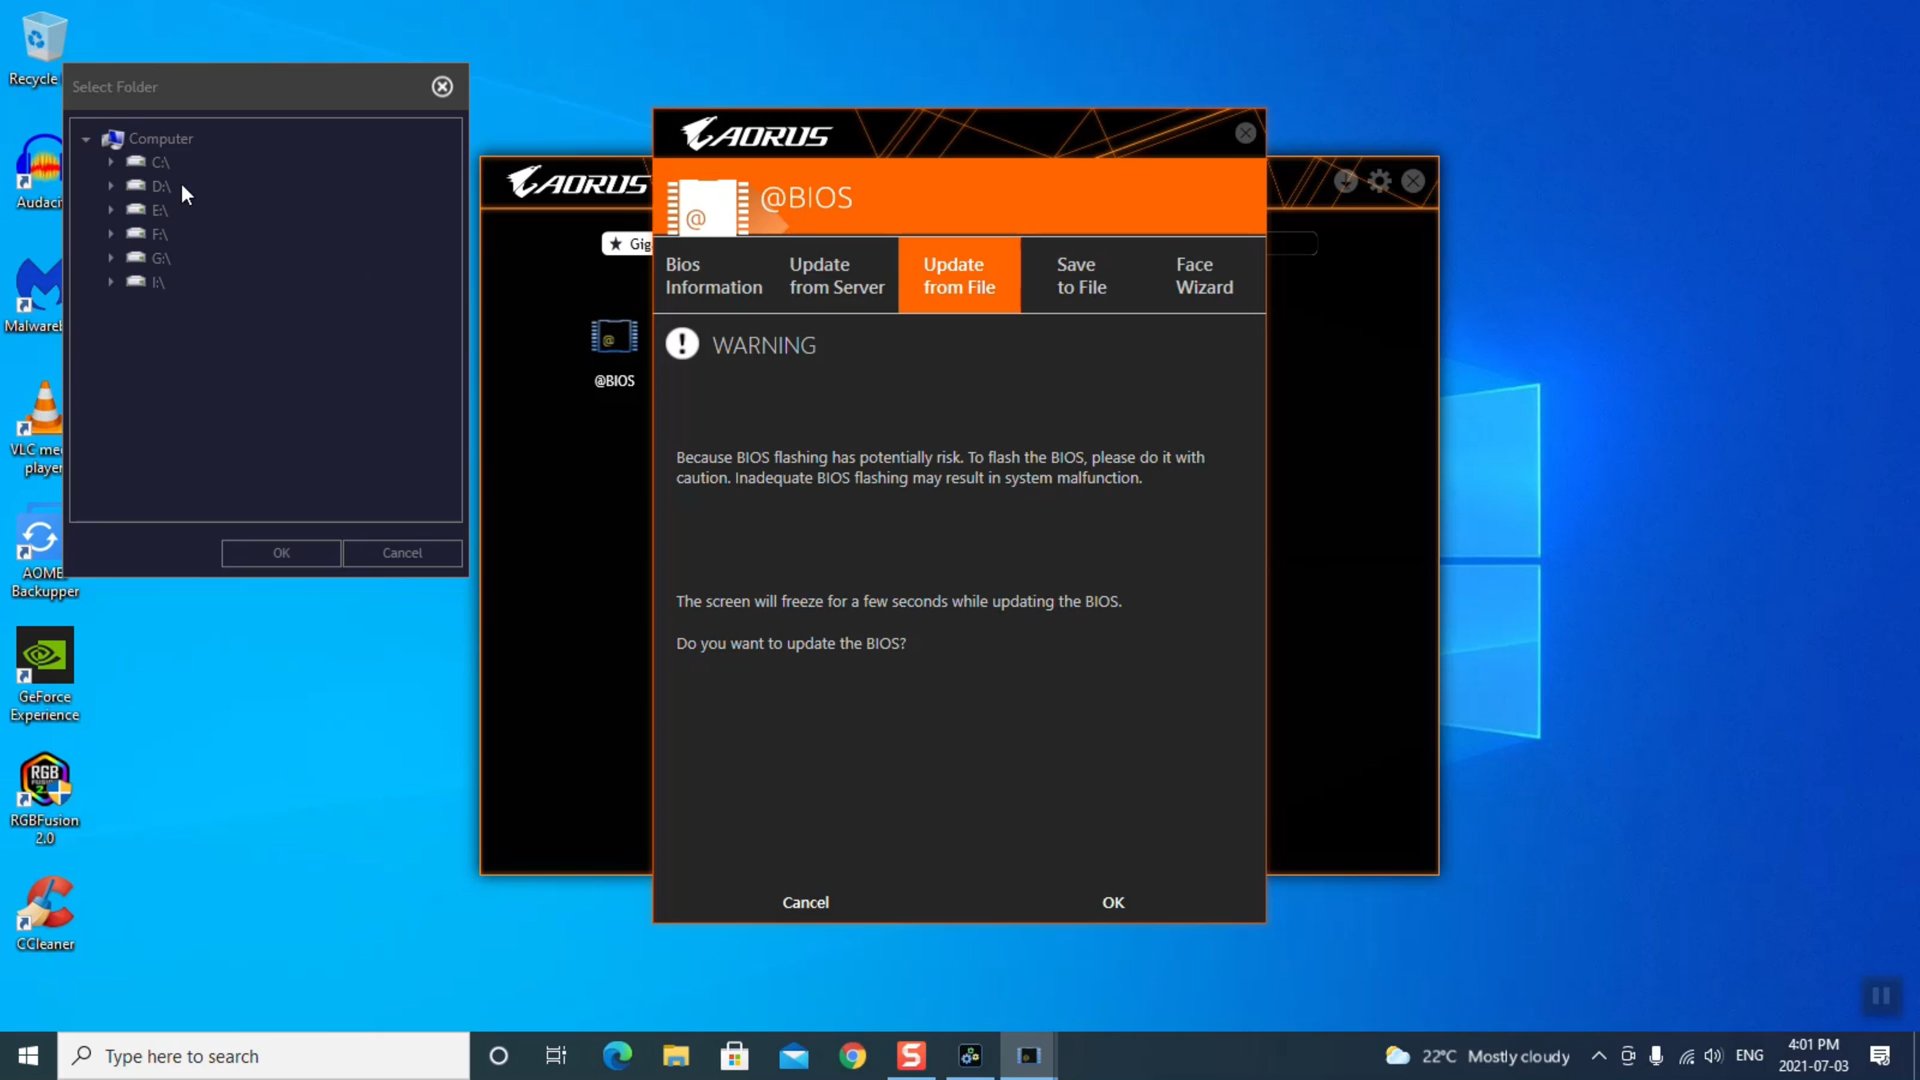 Recycle
Audacit
Malwareb
VLC me
player
AOME
Backupper
GeForce
Experience
RGB
RGBFusion
2.0
CCleaner
Select Folder
Computer
C:\
D:\
E:\
F:\
G:\
I:\
OK
Cancel
AORUS
Gig
@
@BIOS
AORUS
@
@BIOS
Bios
Information
Update
from Server
Update
from File
Save
to File
Face
Wizard
! WARNING
Because BIOS flashing has potentially risk. To flash the BIOS, please do it with
caution. Inadequate BIOS flashing may result in system malfunction.
The screen will freeze for a few seconds while updating the BIOS.
Do you want to update the BIOS?
Cancel
OK
Type here to search
S
22°C Mostly cloudy
ENG
4:01 PM
2021-07-03